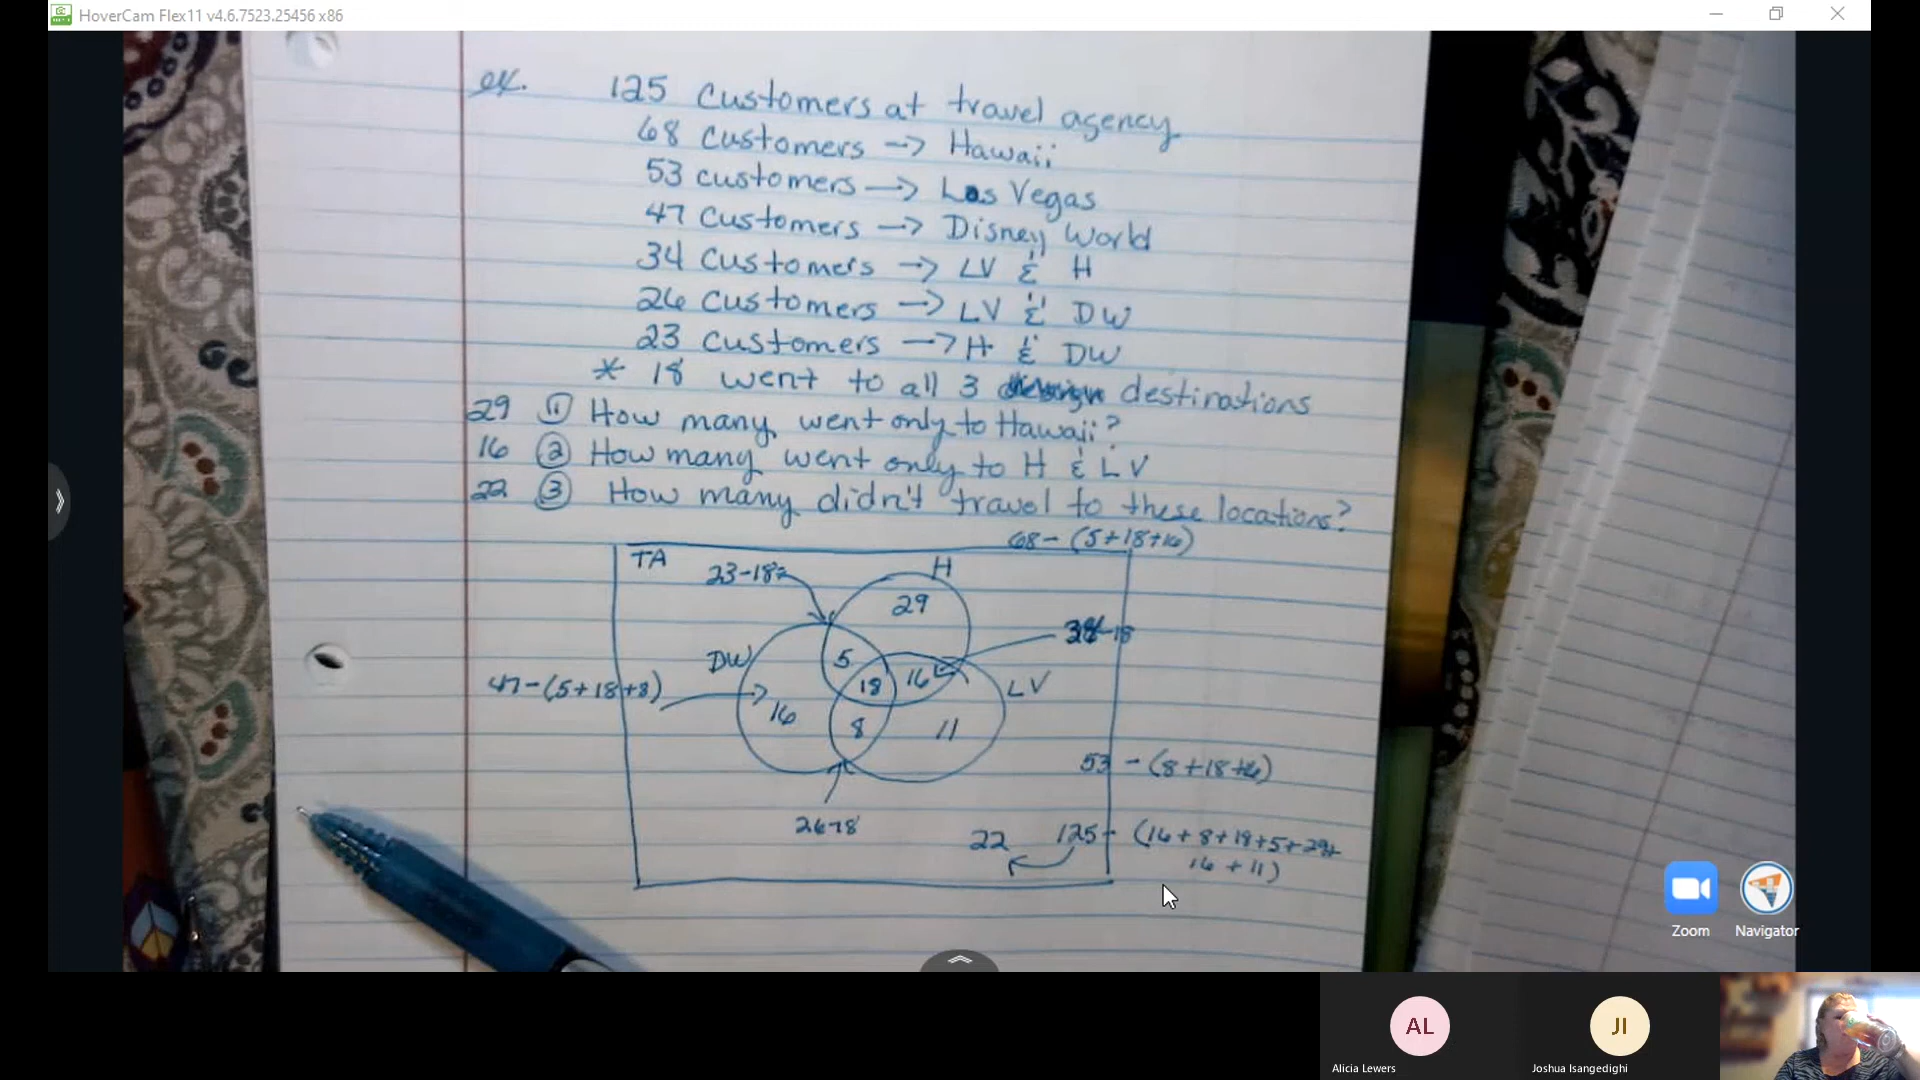 HoverCam Flex11 v4.6.7523.25456 x86
ex. 125 Customers at travel agency
68 customers → Hawaii
53 customers → Las Vegas
47 customers → Disney World
34 customers → LV & H
26 customers → LV & DW
23 customers → H & DW
* 18 went to all 3 destinations
29 ① How many went only to Hawaii?
16 ② How many went only to H & LV
22 ③ How many didn't travel to these locations?
68 - (5+18+16)
TA
23-18=
H
29
DW
5
18
16
LV
47-(5+18+8)
16
8
11
53 - (8+18+16)
26-18
22 125- (16+8+18+5+29+
16 + 11)
Zoom
Navigator
AL
JI
Alicia Lewers
Joshua Isangedighi